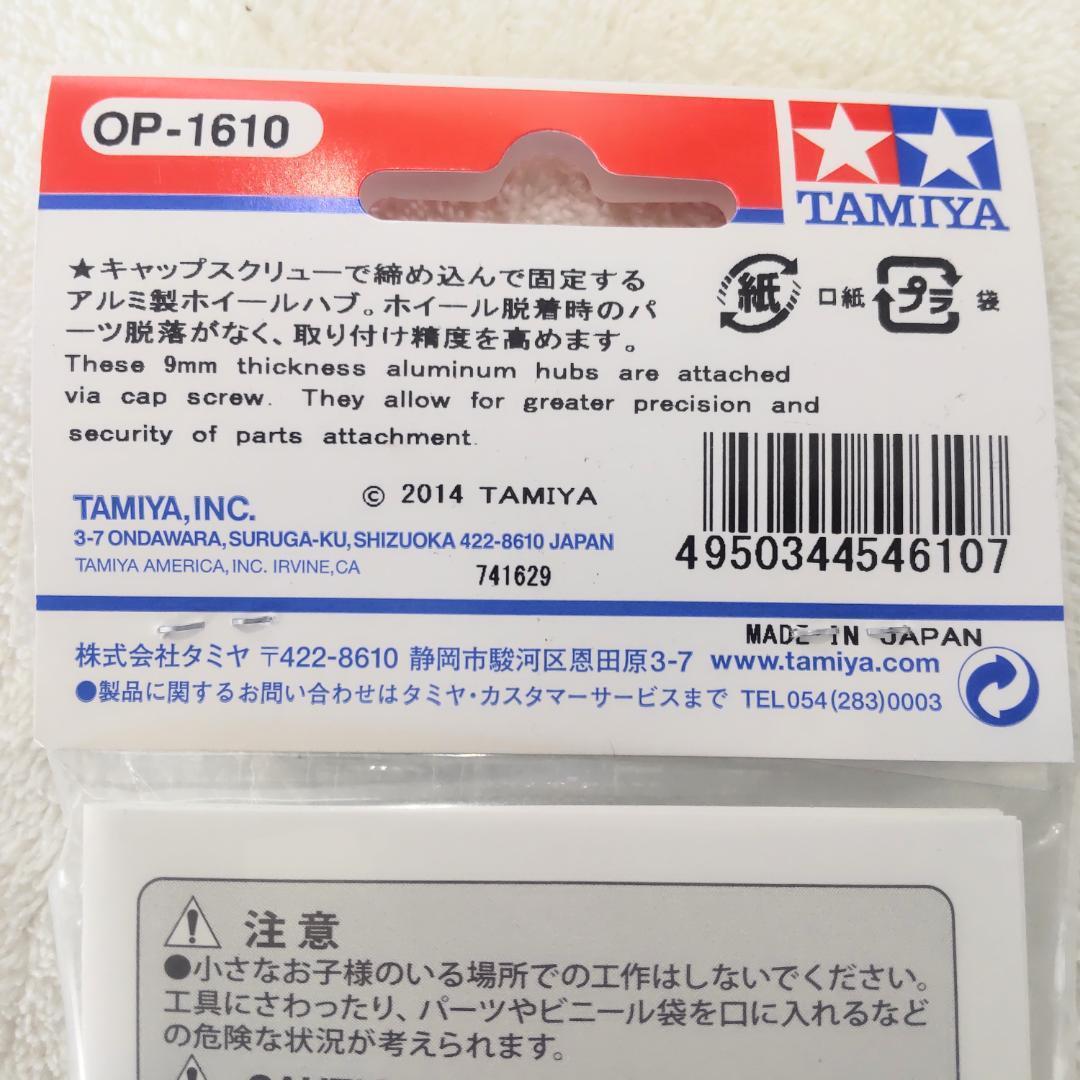 OP-1610
TAMIYA
★キャップスクリューで締め込んで固定する
アルミ製ホイールハブ。ホイール脱着時のパ
ーツ脱落がなく、取り付け精度を高めます。
紙 口紙 プラ 袋
These 9mm thickness aluminum hubs are attached
via cap screw. They allow for greater precision and
security of parts attachment.
© 2014 TAMIYA
TAMIYA,INC.
3-7 ONDAWARA, SURUGA-KU, SHIZUOKA 422-8610 JAPAN
TAMIYA AMERICA, INC. IRVINE, CA
741629
4950344546107
MADE IN JAPAN
株式会社タミヤ 〒422-8610 静岡市駿河区恩田原3-7 www.tamiya.com
●製品に関するお問い合わせはタミヤ・カスタマーサービスまで TEL054(283)0003
注意
●小さなお子様のいる場所での工作はしないでください。
工具にさわったり、パーツやビニール袋を口に入れるなど
の危険な状況が考えられます。